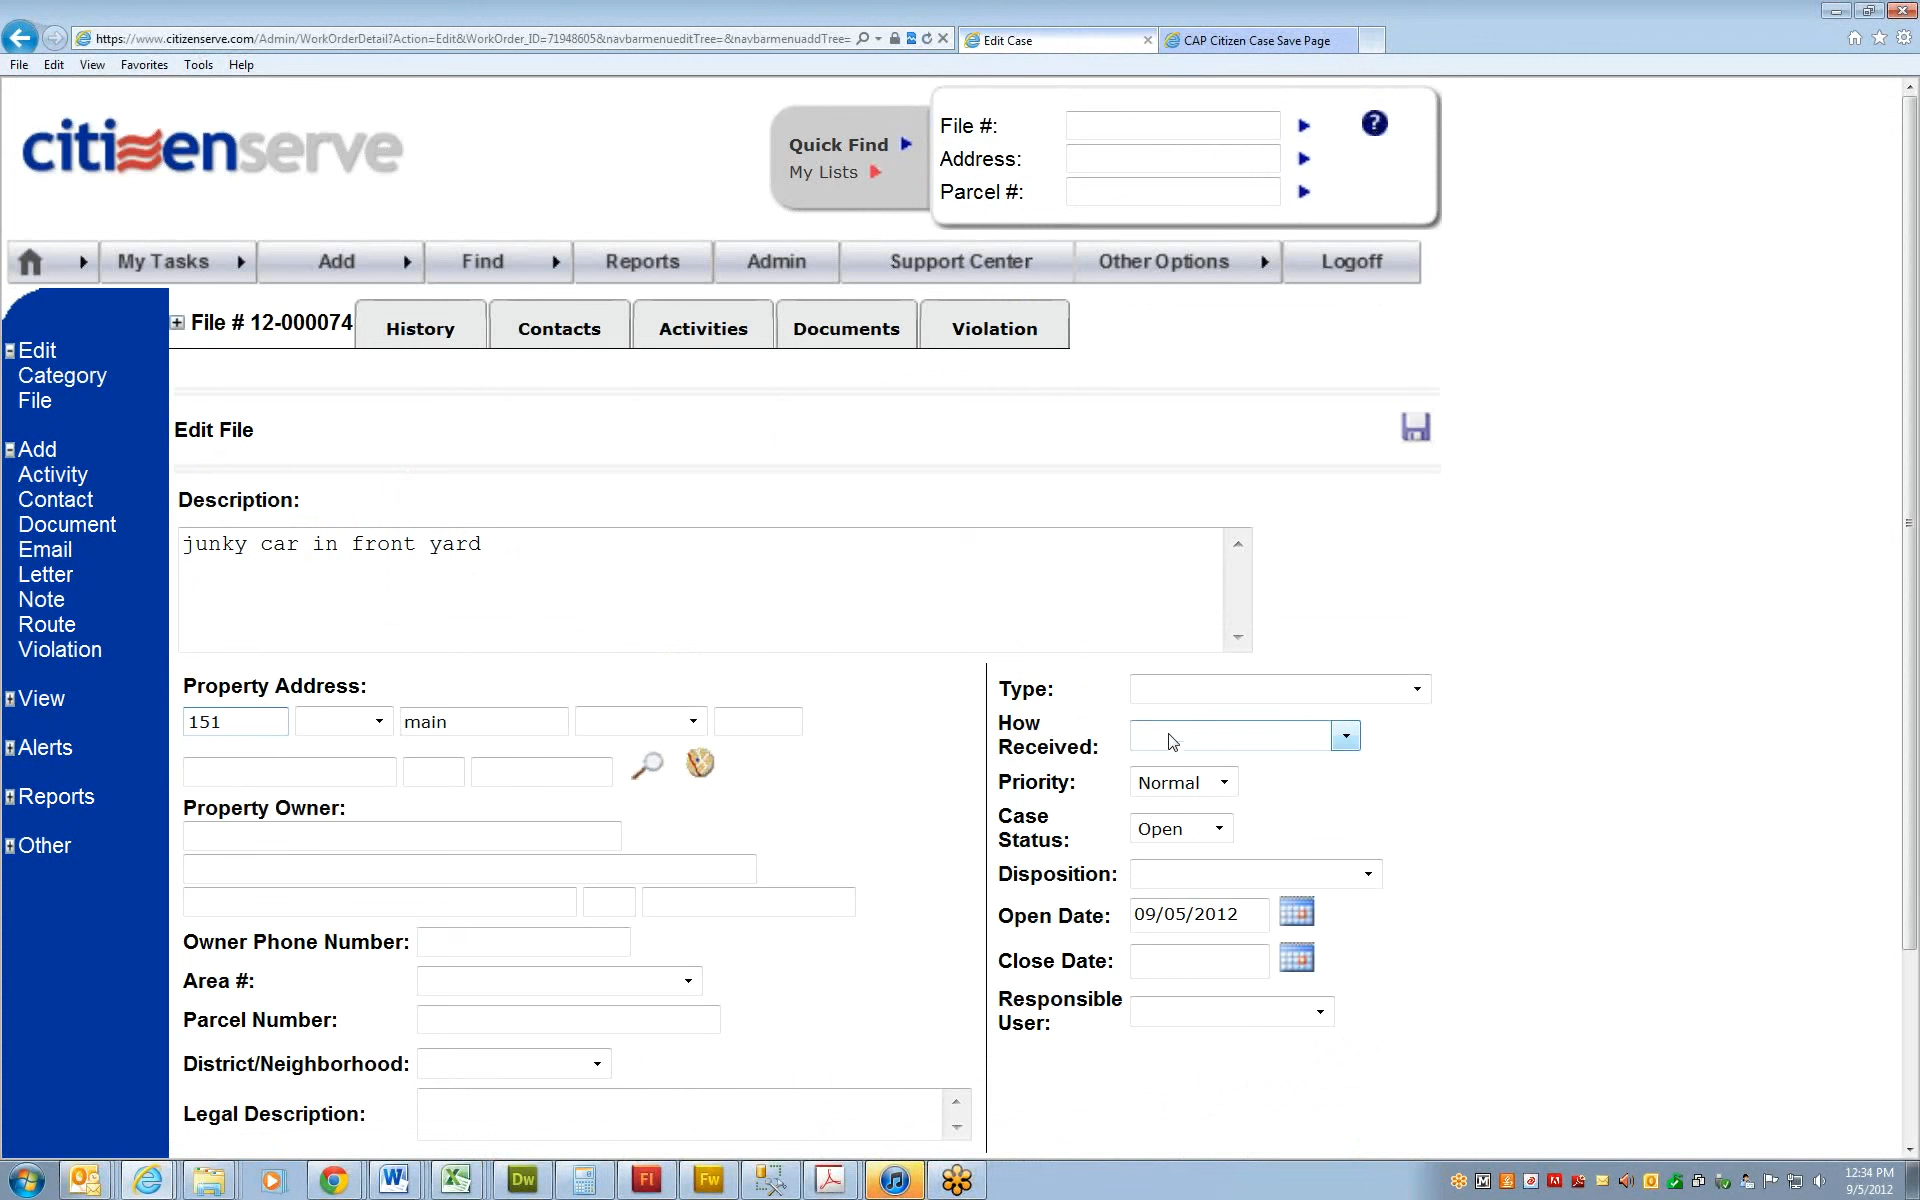 https://www.citizenserve.com/Admin/WorkOrderDetail?Action=Edit&WorkOrder_ID=71948605&navbarmenueditTree=&navbarmenuaddTree=
Edit Case
CAP Citizen Case Save Page
File Edit View Favorites Tools Help
citizenserve
Quick Find
My Lists
File #:
Address:
Parcel #:
?
My Tasks Add Find Reports Admin Support Center Other Options Logoff
File # 12-000074 History Contacts Activities Documents Violation
Edit
Category
File
Add
Activity
Contact
Document
Email
Letter
Note
Route
Violation
View
Alerts
Reports
Other
Edit File
Description:
junky car in front yard
Property Address:
151 main
Property Owner:
Owner Phone Number:
Area #:
Parcel Number:
District/Neighborhood:
Legal Description:
Type:
How
Received:
Priority: Normal
Case
Status: Open
Disposition:
Open Date: 09/05/2012
Close Date:
Responsible
User:
Dw
Fl
Fw
12:34 PM
9/5/2012